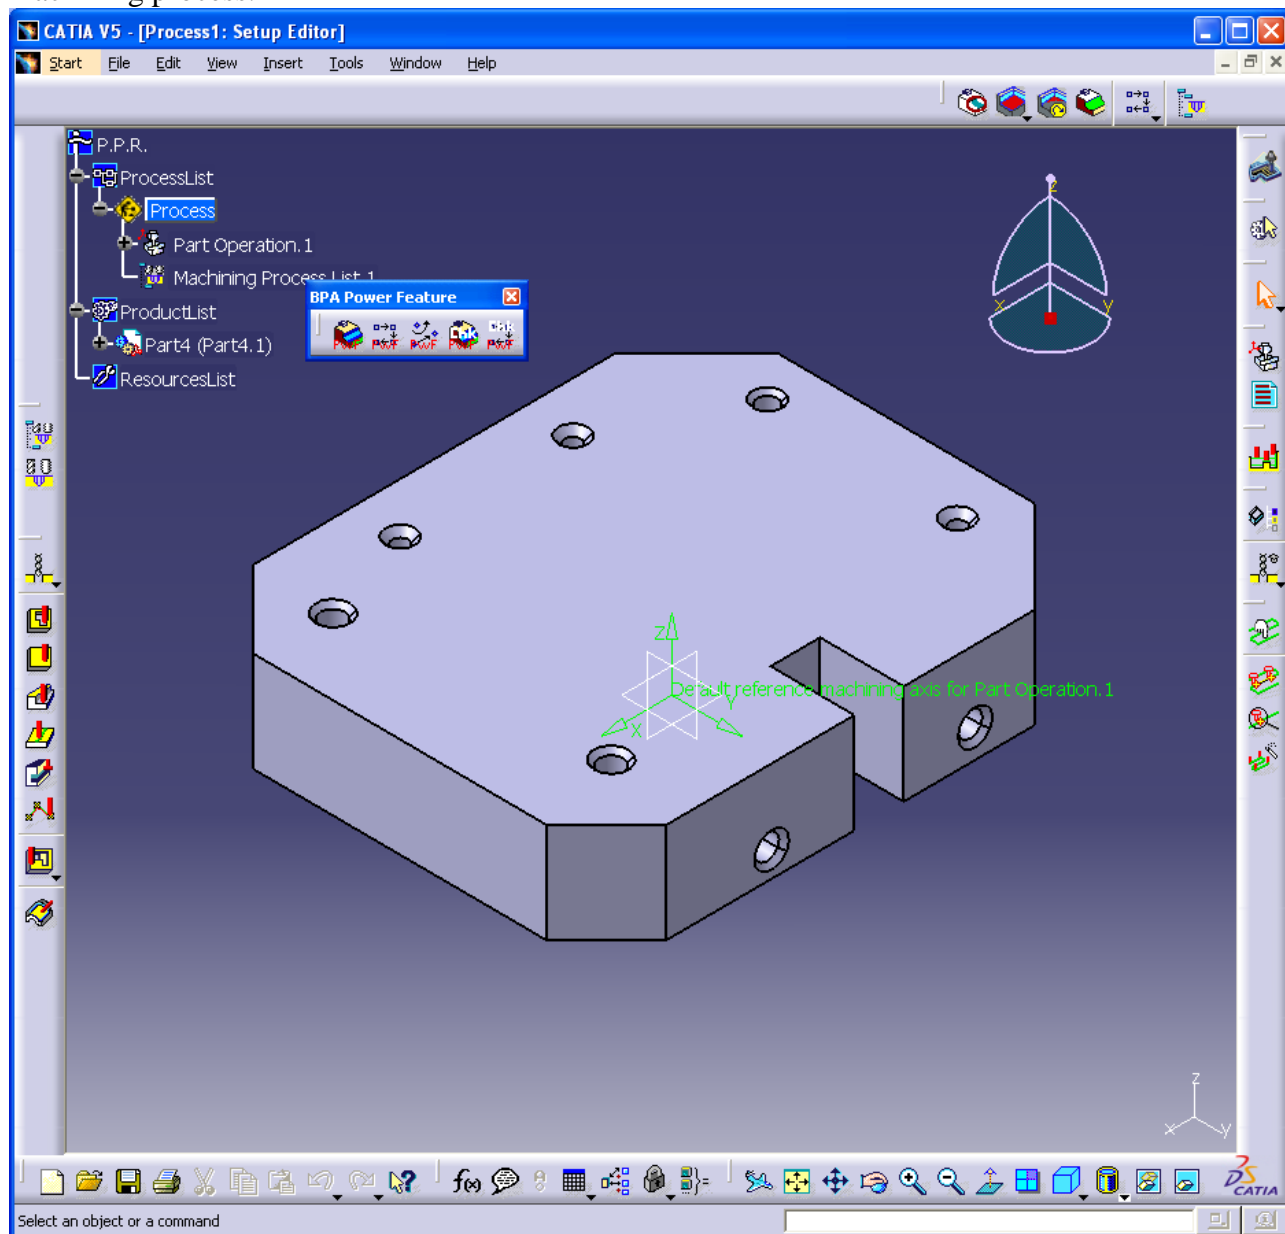 CATIA V5 - [Process1: Setup Editor]
Start File Edit View Insert Tools Window Help
P.P.R.
ProcessList
Process
Part Operation.1
Machining Process List.1
BPA Power Feature
ProductList
Part4 (Part4.1)
ResourcesList
Z
X
Y
Z
Default reference machining axis for Part Operation.1
Y
X
Z
X
Y
f(x)
DS
CATIA
Select an object or a command